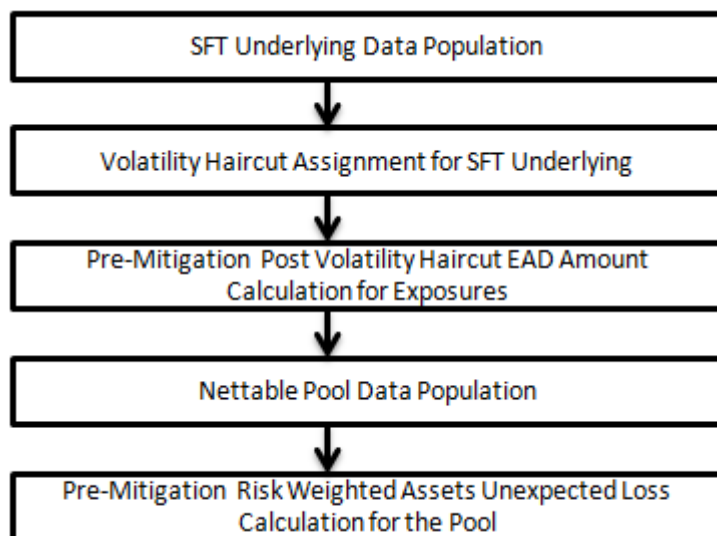 SFT Underlying Data Population
Volatility Haircut Assignment for SFT Underlying
Pre-Mitigation Post Volatility Haircut EAD Amount
Calculation for Exposures
Nettable Pool Data Population
Pre-Mitigation Risk Weighted Assets Unexpected Loss
Calculation for the Pool